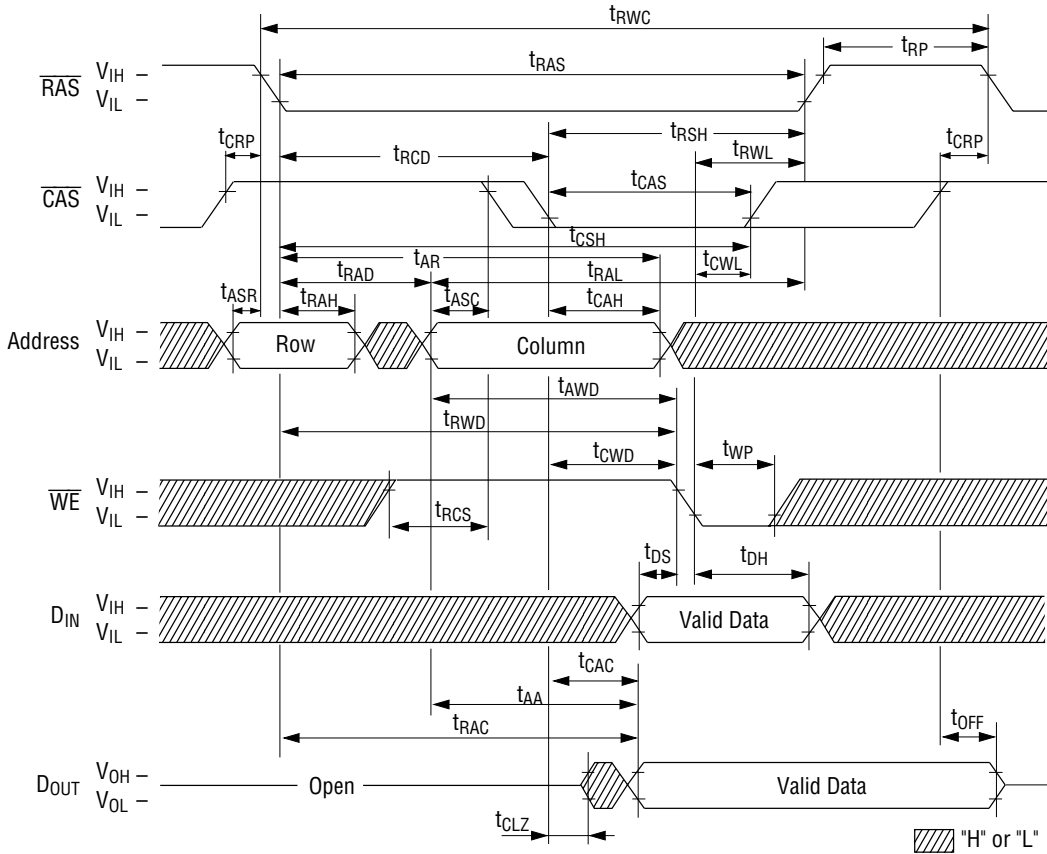 tRWC
tRP
tRAS
RAS VIH –
VIL –
tCRP
tRCD
tRSH
tRWL
tCRP
CAS VIH –
VIL –
tCAS
tCSH
tAR
tCWL
tRAD
tRAL
tASR
tRAH
tASC
tCAH
Address VIH –
VIL –
Row
Column
tAWD
tRWD
tCWD
tWP
WE VIH –
VIL –
tRCS
tDS
tDH
DIN VIH –
VIL –
Valid Data
tCAC
tAA
tRAC
tOFF
DOUT VOH –
VOL –
Open
Valid Data
tCLZ
"H" or "L"